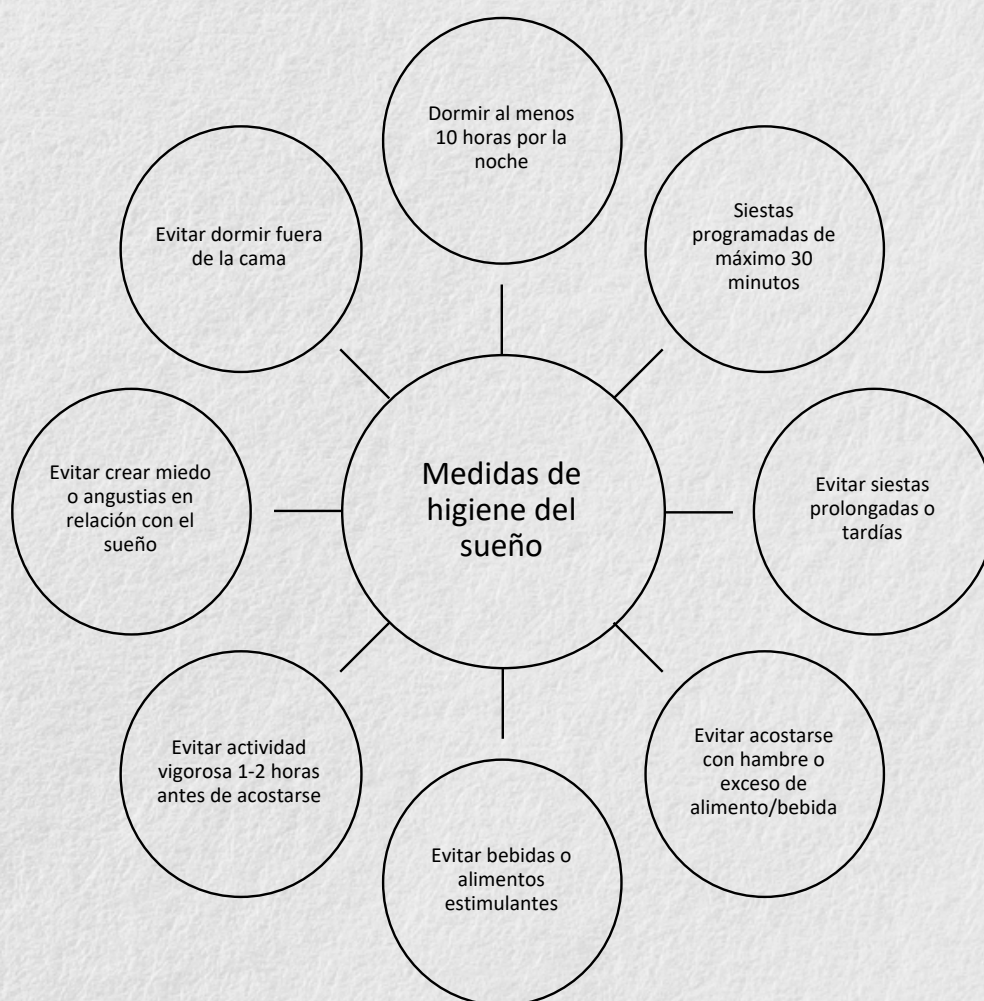 Dormir al menos
10 horas por la
noche
Siestas
programadas de
máximo 30
minutos
Evitar siestas
prolongadas o
tardías
Evitar acostarse
con hambre o
exceso de
alimento/bebida
Evitar bebidas o
alimentos
estimulantes
Evitar actividad
vigorosa 1-2 horas
antes de acostarse
Evitar crear miedo
o angustias en
relación con el
sueño
Evitar dormir fuera
de la cama
Medidas de
higiene del
sueño